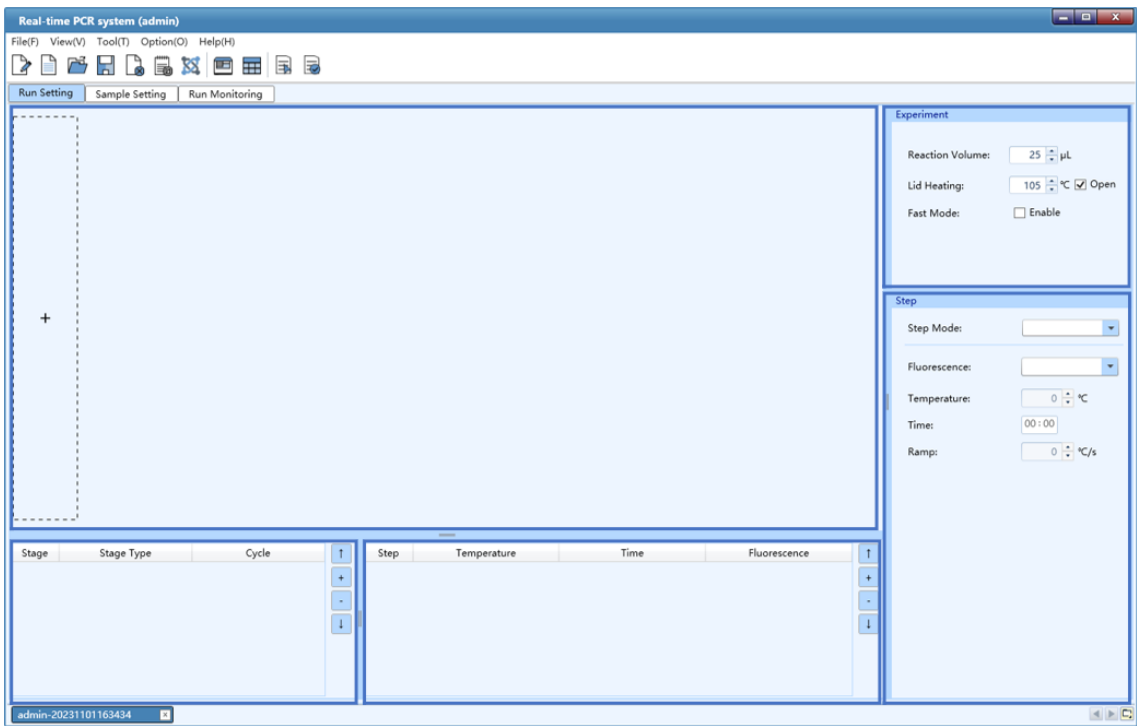 Real-time PCR system (admin)
File(F) View(V) Tool(T) Option(O) Help(H)
Run Setting Sample Setting Run Monitoring
Experiment
Reaction Volume: 25 μL
Lid Heating: 105 ℃ Open
Fast Mode: Enable
+
Step
Step Mode:
Fluorescence:
Temperature: 0 ℃
Time: 00:00
Ramp: 0 ℃/s
Stage Stage Type Cycle ↑
+
-
↓
Step Temperature Time Fluorescence ↑
+
-
↓
admin-20231101163434